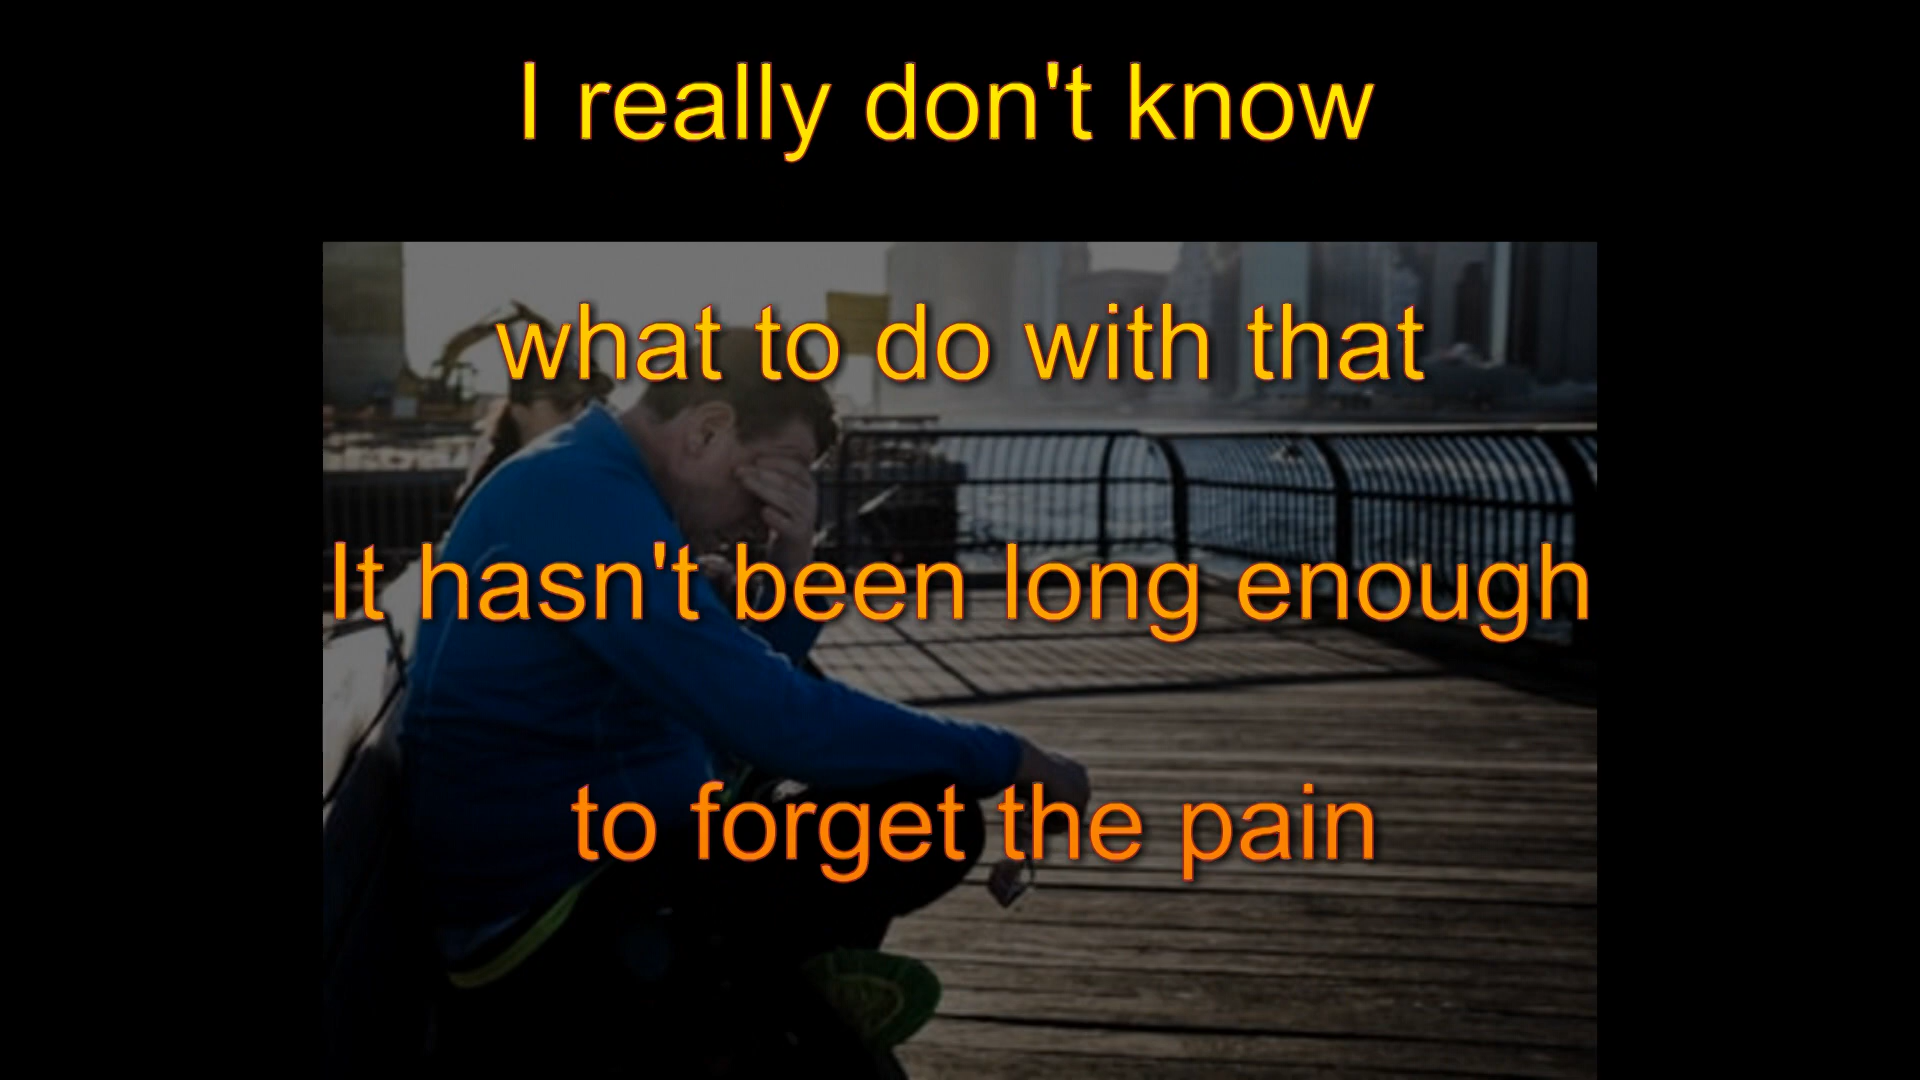 I really don't know
what to do with that
It hasn't been long enough
to forget the pain